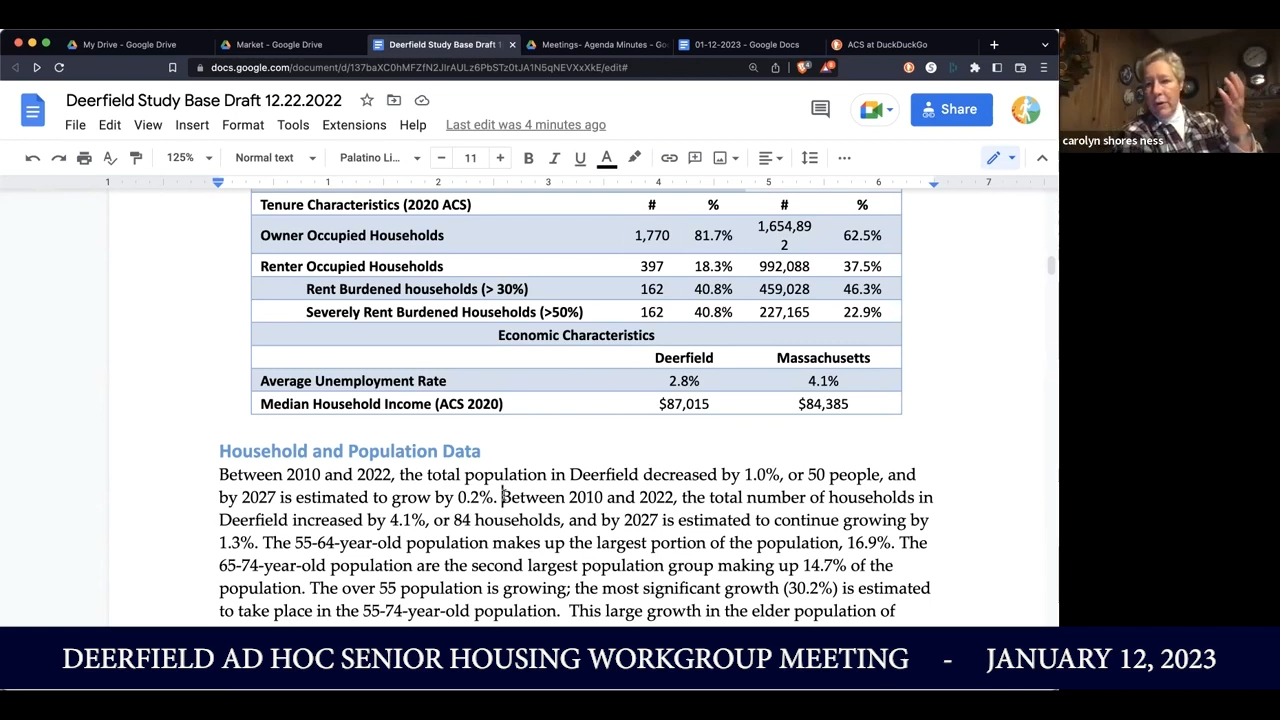 My Drive - Google Drive
Market - Google Drive
Deerfield Study Base Draft 1
Meetings- Agenda Minutes - Goo
01-12-2023 - Google Docs
ACS at DuckDuckGo
docs.google.com/document/d/137baXC0hMFZfN2JIrAULz6PbSTz0tJA1N5qNEVXxXkE/edit#
Deerfield Study Base Draft 12.22.2022
Share
File Edit View Insert Format Tools Extensions Help Last edit was 4 minutes ago
125% Normal text Palatino Li... 11 B I U A
1 1 2 3 4 5 6 7
Tenure Characteristics (2020 ACS) # % # %
Owner Occupied Households 1,770 81.7% 1,654,89
2 62.5%
Renter Occupied Households 397 18.3% 992,088 37.5%
Rent Burdened households (> 30%) 162 40.8% 459,028 46.3%
Severely Rent Burdened Households (>50%) 162 40.8% 227,165 22.9%
Economic Characteristics
Deerfield Massachusetts
Average Unemployment Rate 2.8% 4.1%
Median Household Income (ACS 2020) $87,015 $84,385
Household and Population Data
Between 2010 and 2022, the total population in Deerfield decreased by 1.0%, or 50 people, and
by 2027 is estimated to grow by 0.2%. Between 2010 and 2022, the total number of households in
Deerfield increased by 4.1%, or 84 households, and by 2027 is estimated to continue growing by
1.3%. The 55-64-year-old population makes up the largest portion of the population, 16.9%. The
65-74-year-old population are the second largest population group making up 14.7% of the
population. The over 55 population is growing; the most significant growth (30.2%) is estimated
to take place in the 55-74-year-old population. This large growth in the elder population of
carolyn shores ness
DEERFIELD AD HOC SENIOR HOUSING WORKGROUP MEETING - JANUARY 12, 2023